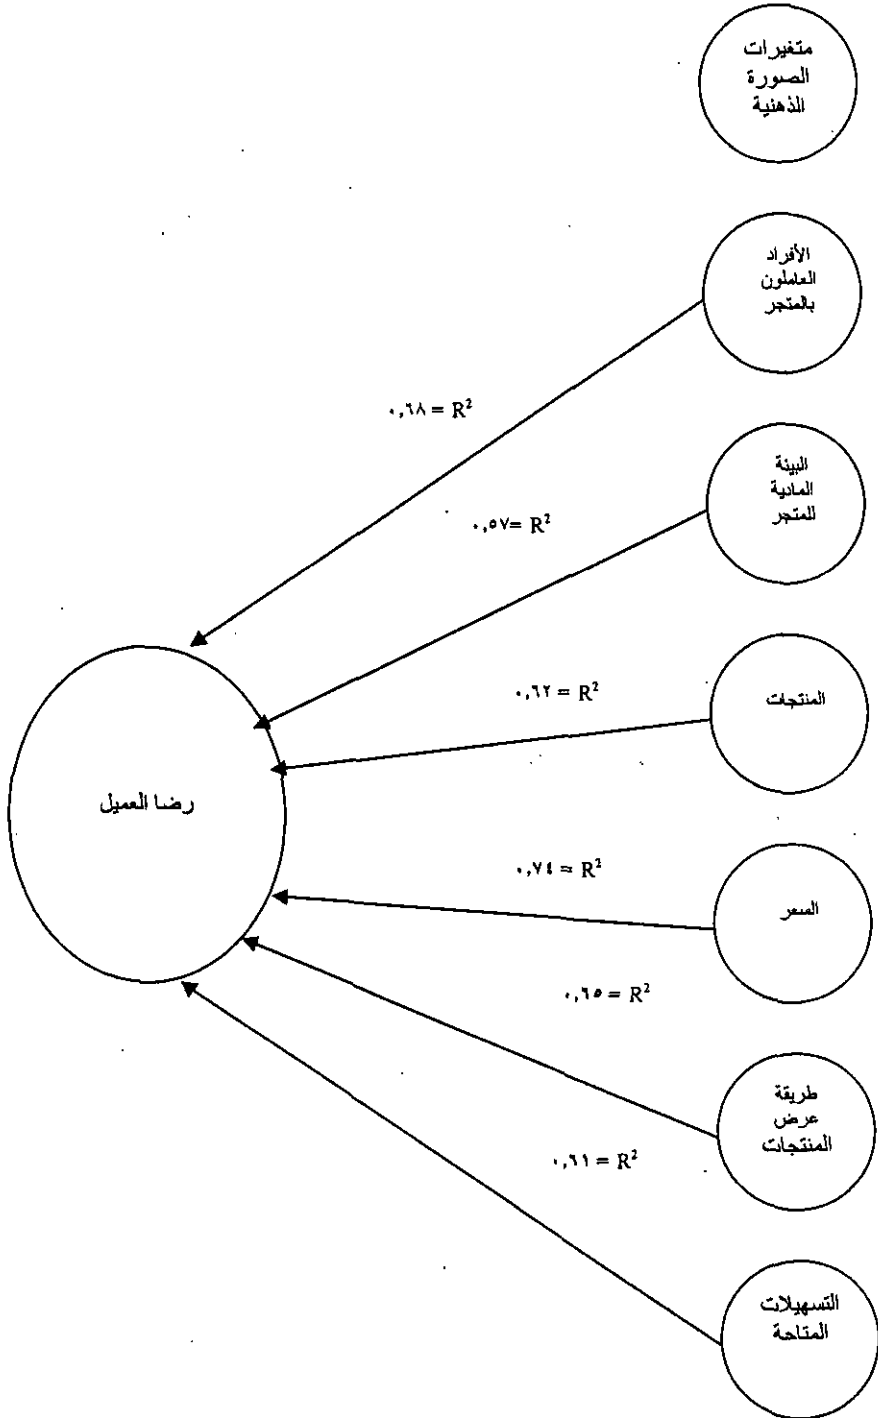 متغيرات
الصورة
الذهنية
الأفراد
العاملون
بالمتجر
٠,٦٨ = R²
البيئة
المادية
للمتجر
٠,٥٧= R²
المنتجات
٠,٦٢ = R²
رضا العميل
السعر
٠,٧٤ = R²
٠,٦٥ = R²
طريقة
عرض
المنتجات
٠,٦١ = R²
التسهيلات
المتاحة